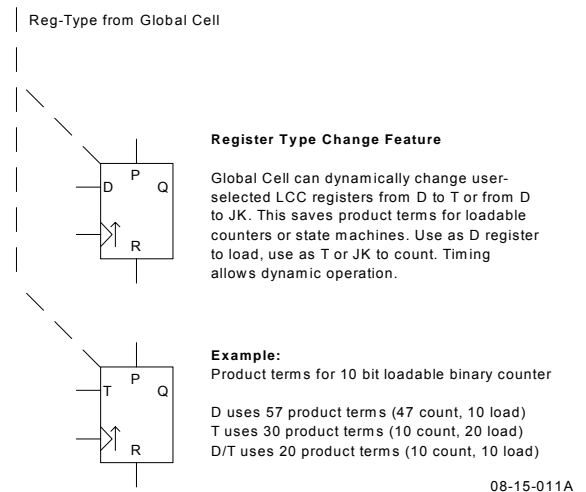 Reg-Type from Global Cell
Register Type Change Feature
P
D
Q
R
Global Cell can dynamically change user-
selected LCC registers from D to T or from D
to JK. This saves product terms for loadable
counters or state machines. Use as D register
to load, use as T or JK to count. Timing
allows dynamic operation.
Example:
Product terms for 10 bit loadable binary counter
P
T
Q
R
D uses 57 product terms (47 count, 10 load)
T uses 30 product terms (10 count, 20 load)
D/T uses 20 product terms (10 count, 10 load)
08-15-011A